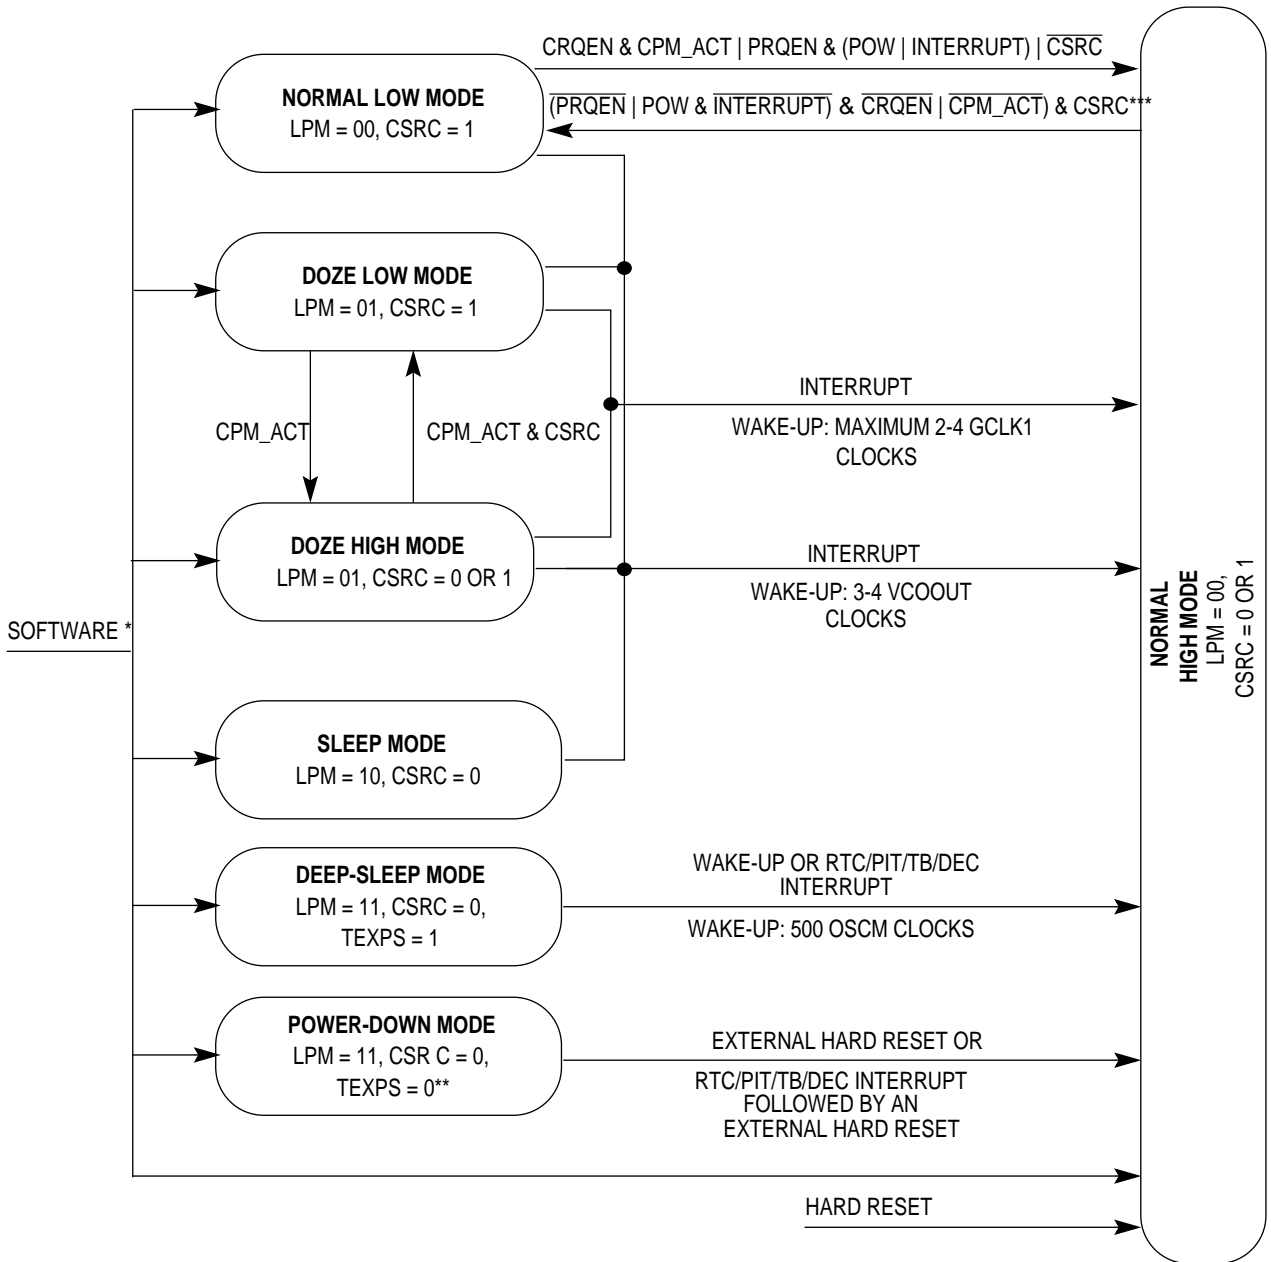 CRQEN & CPM_ACT | PRQEN & (POW | INTERRUPT) | C̅S̅R̅C̅
NORMAL LOW MODE
LPM = 00, CSRC = 1
(P̅R̅Q̅E̅N̅ | POW & I̅N̅T̅E̅R̅R̅U̅P̅T̅) & C̅R̅Q̅E̅N̅ | C̅P̅M̅_̅A̅C̅T̅) & CSRC***
DOZE LOW MODE
LPM = 01, CSRC = 1
CPM_ACT
CPM_ACT & CSRC
INTERRUPT
WAKE-UP: MAXIMUM 2-4 GCLK1
CLOCKS
DOZE HIGH MODE
LPM = 01, CSRC = 0 OR 1
INTERRUPT
WAKE-UP: 3-4 VCOOUT
CLOCKS
SOFTWARE *
NORMAL
HIGH MODE
LPM = 00,
CSRC = 0 OR 1
SLEEP MODE
LPM = 10, CSRC = 0
DEEP-SLEEP MODE
LPM = 11, CSRC = 0,
TEXPS = 1
WAKE-UP OR RTC/PIT/TB/DEC
INTERRUPT
WAKE-UP: 500 OSCM CLOCKS
POWER-DOWN MODE
LPM = 11, CSR C = 0,
TEXPS = 0**
EXTERNAL HARD RESET OR
RTC/PIT/TB/DEC INTERRUPT
FOLLOWED BY AN
EXTERNAL HARD RESET
HARD RESET